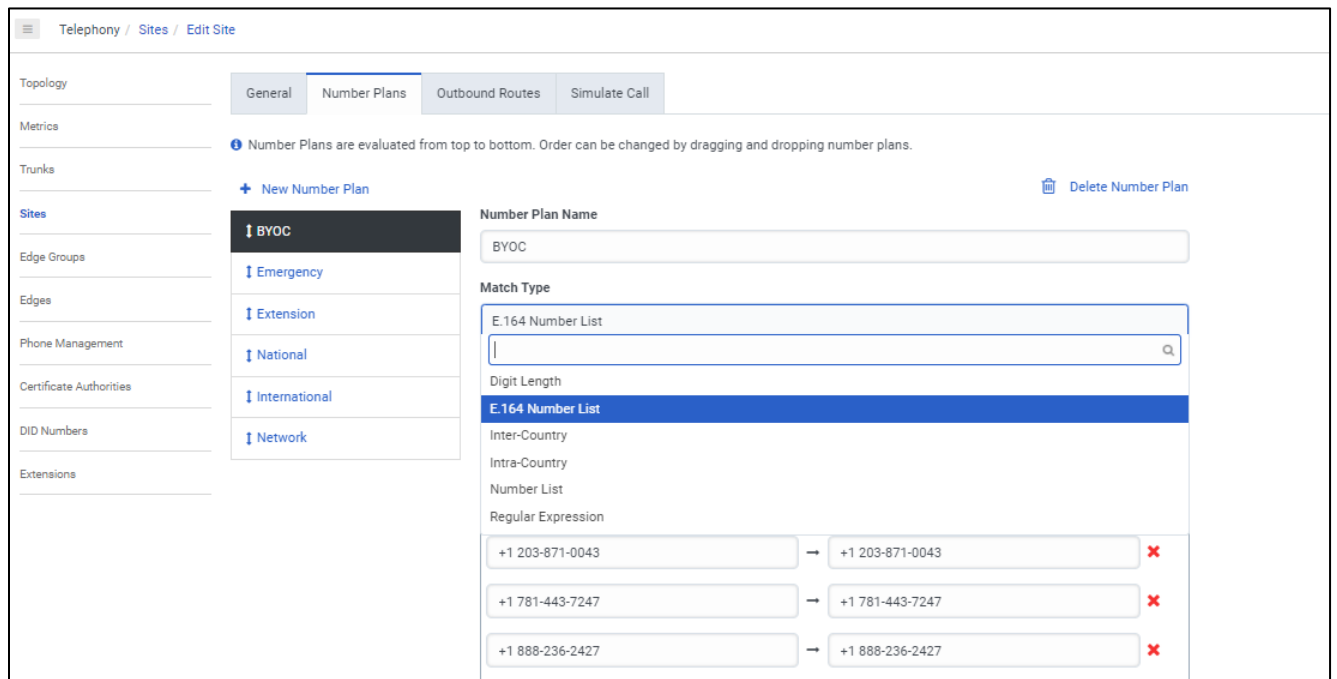 Telephony / Sites / Edit Site
Topology
Metrics
Trunks
Sites
Edge Groups
Edges
Phone Management
Certificate Authorities
DID Numbers
Extensions
General Number Plans Outbound Routes Simulate Call
Number Plans are evaluated from top to bottom. Order can be changed by dragging and dropping number plans.
+ New Number Plan
Delete Number Plan
BYOC
Emergency
Extension
National
International
Network
Number Plan Name
BYOC
Match Type
E.164 Number List
Digit Length
E.164 Number List
Inter-Country
Intra-Country
Number List
Regular Expression
+1 203-871-0043 → +1 203-871-0043
+1 781-443-7247 → +1 781-443-7247
+1 888-236-2427 → +1 888-236-2427